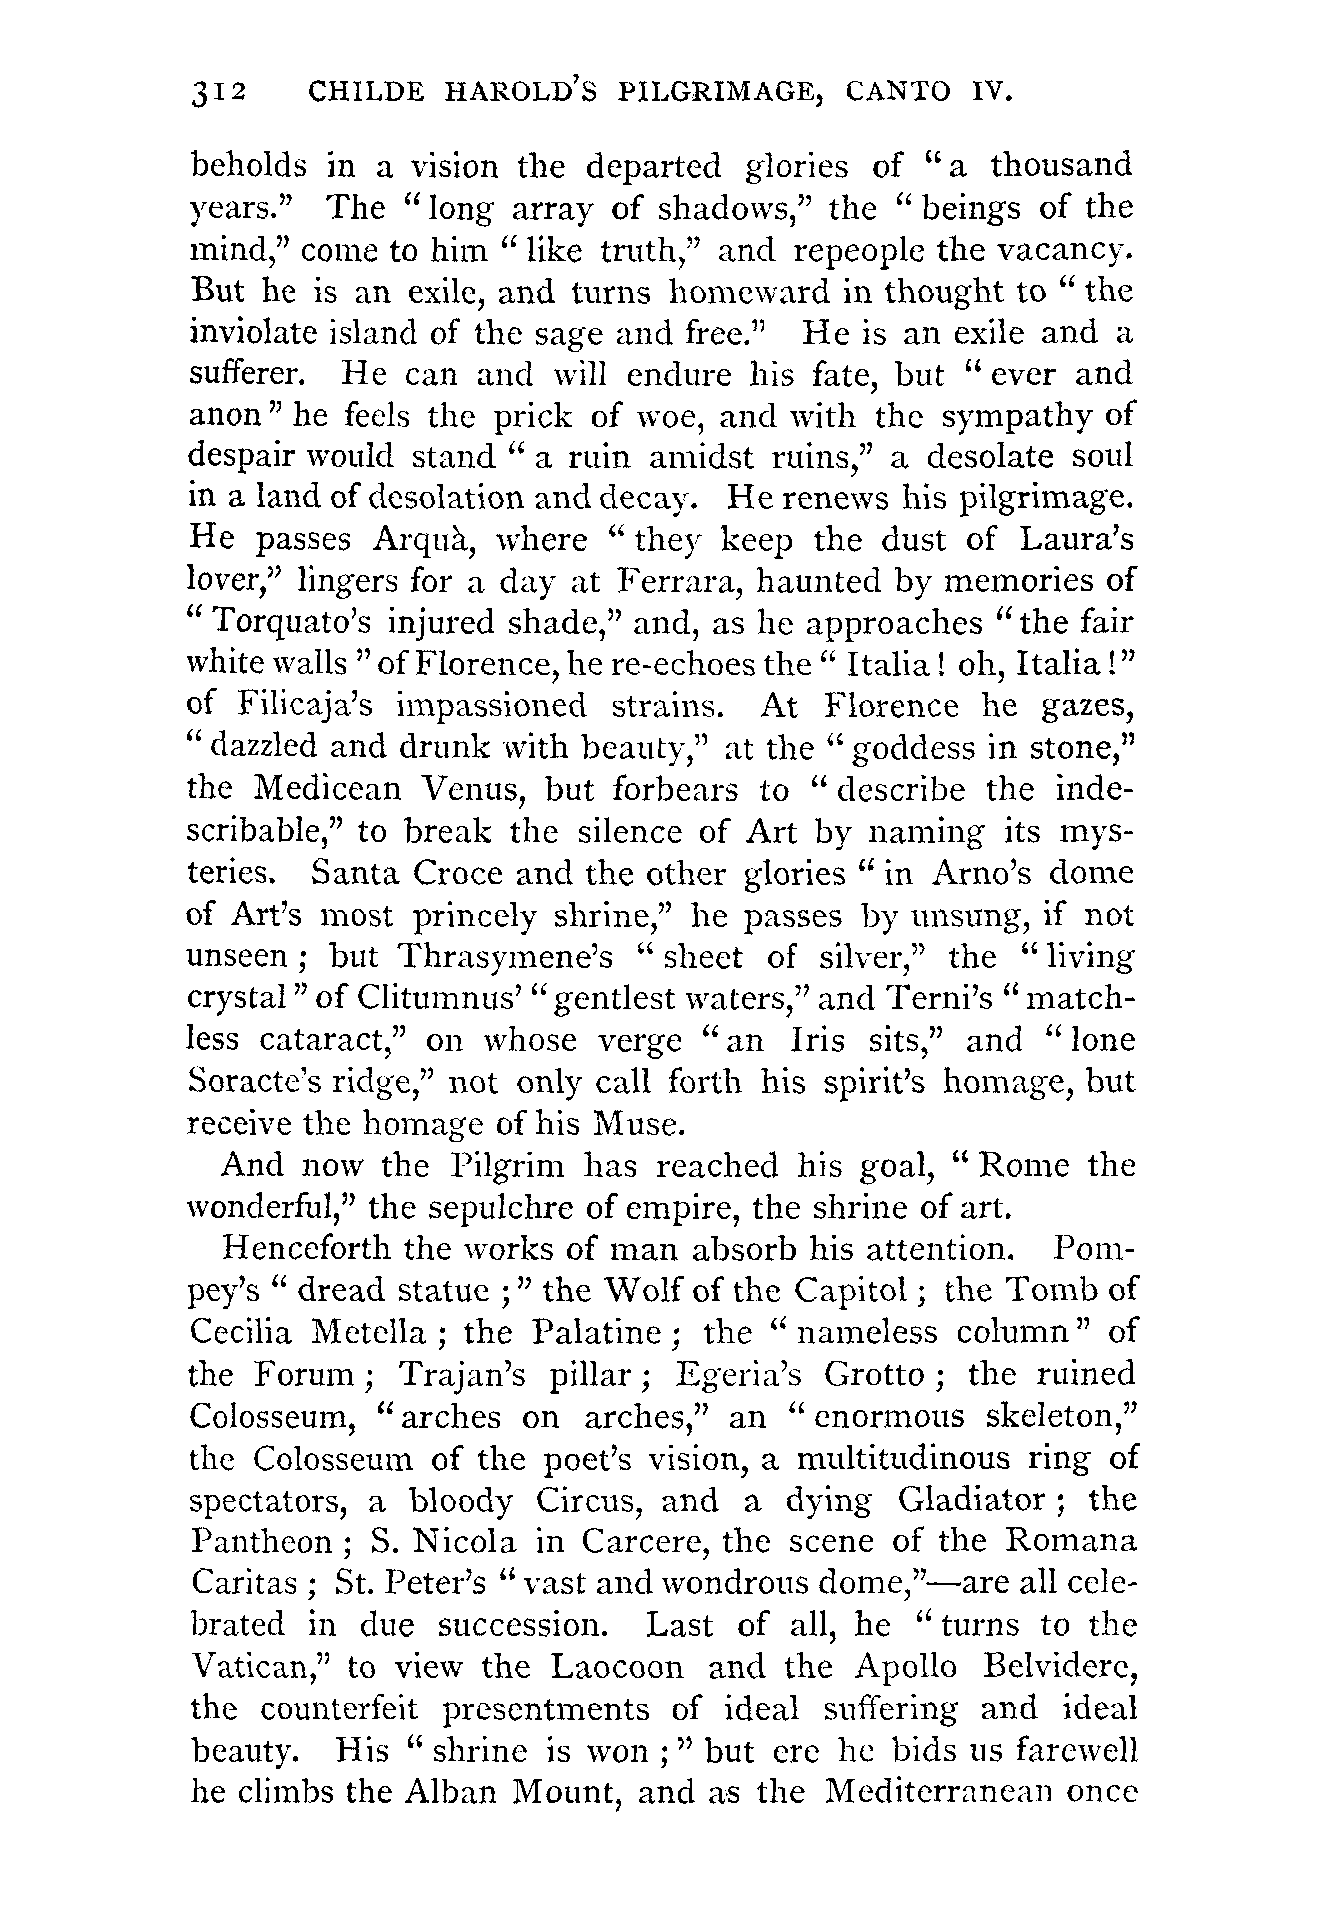 312 CHILDE HAROLD'S PILGRIMAGE, CANTO IV.
beholds in a vision the departed glories of “a thousand
years.” The “long array of shadows,” the “beings of the
mind,” come to him “like truth,” and repeople the vacancy.
But he is an exile, and turns homeward in thought to “the
inviolate island of the sage and free.” He is an exile and a
sufferer. He can and will endure his fate, but “ever and
anon” he feels the prick of woe, and with the sympathy of
despair would stand “a ruin amidst ruins,” a desolate soul
in a land of desolation and decay. He renews his pilgrimage.
He passes Arquà, where “they keep the dust of Laura's
lover,” lingers for a day at Ferrara, haunted by memories of
“Torquato's injured shade,” and, as he approaches “the fair
white walls” of Florence, he re-echoes the “Italia! oh, Italia!”
of Filicaja's impassioned strains. At Florence he gazes,
“dazzled and drunk with beauty,” at the “goddess in stone,”
the Medicean Venus, but forbears to “describe the inde-
scribable,” to break the silence of Art by naming its mys-
teries. Santa Croce and the other glories “in Arno's dome
of Art's most princely shrine,” he passes by unsung, if not
unseen; but Thrasymene's “sheet of silver,” the “living
crystal” of Clitumnus' “gentlest waters,” and Terni's “match-
less cataract,” on whose verge “an Iris sits,” and “lone
Soracte's ridge,” not only call forth his spirit's homage, but
receive the homage of his Muse.
And now the Pilgrim has reached his goal, “Rome the
wonderful,” the sepulchre of empire, the shrine of art.
Henceforth the works of man absorb his attention. Pom-
pey's “dread statue;” the Wolf of the Capitol; the Tomb of
Cecilia Metella; the Palatine; the “nameless column” of
the Forum; Trajan's pillar; Egeria's Grotto; the ruined
Colosseum, “arches on arches,” an “enormous skeleton,”
the Colosseum of the poet's vision, a multitudinous ring of
spectators, a bloody Circus, and a dying Gladiator; the
Pantheon; S. Nicola in Carcere, the scene of the Romana
Caritas; St. Peter's “vast and wondrous dome,”—are all cele-
brated in due succession. Last of all, he “turns to the
Vatican,” to view the Laocoon and the Apollo Belvidere,
the counterfeit presentments of ideal suffering and ideal
beauty. His “shrine is won;” but ere he bids us farewell
he climbs the Alban Mount, and as the Mediterranean once